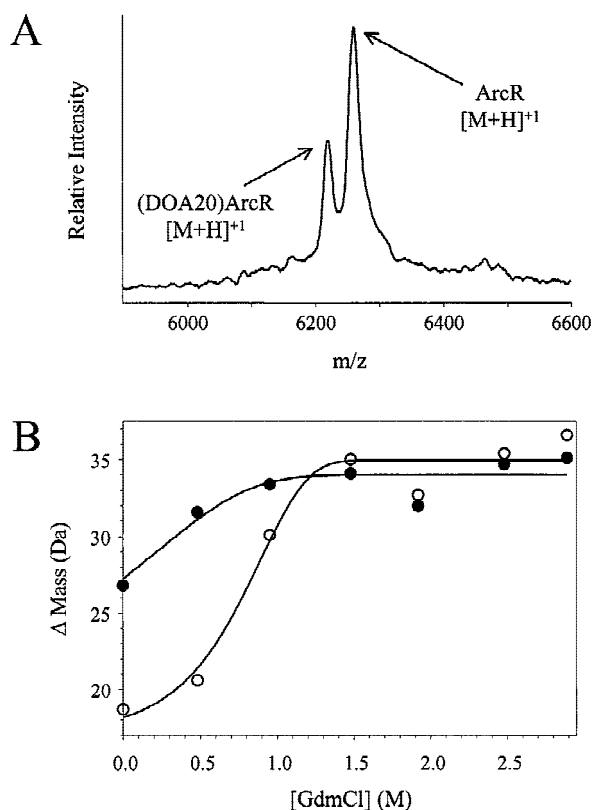 A
Relative Intensity
ArcR
[M+H]+1
(DOA20)ArcR
[M+H]+1
6000 6200 6400 6600
m/z
B
Δ Mass (Da)
35
30
25
20
0.0 0.5 1.0 1.5 2.0 2.5
[GdmCl] (M)